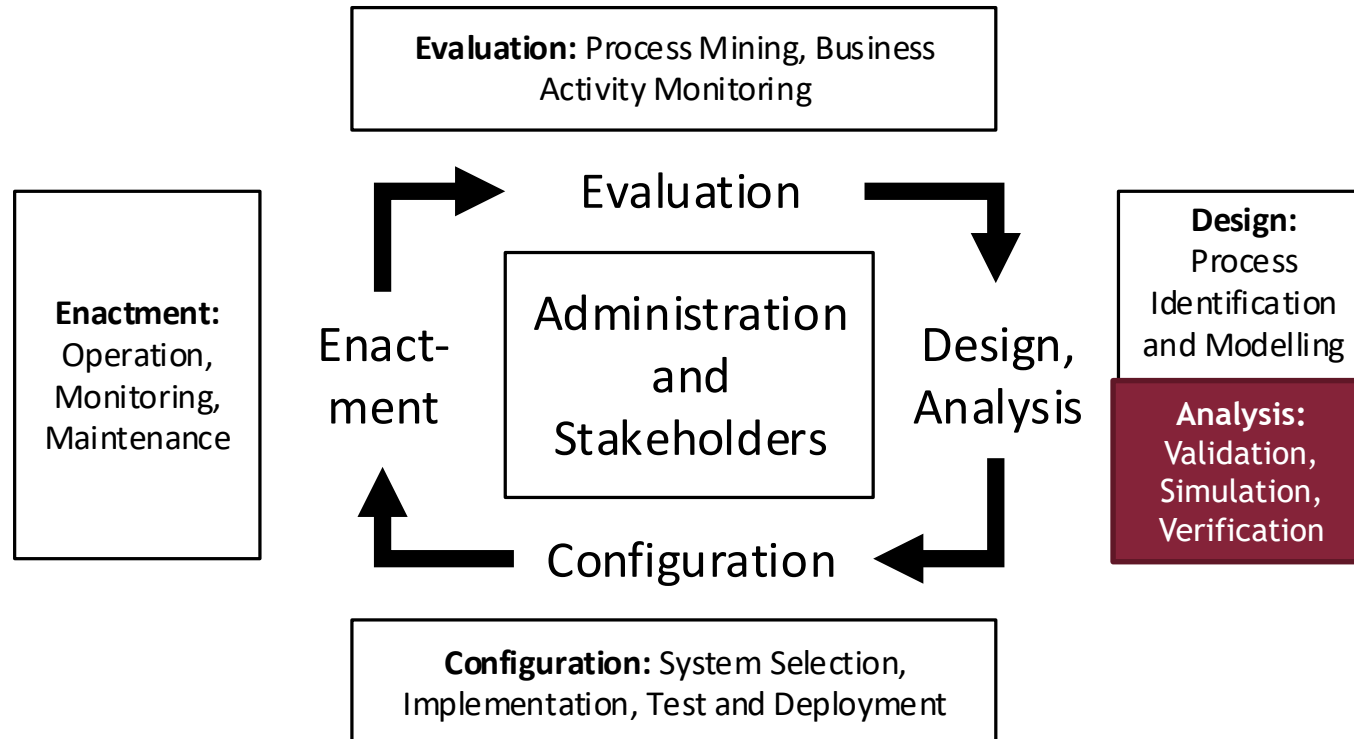 Evaluation: Process Mining, Business
Activity Monitoring
Evaluation
Enactment:
Operation,
Monitoring,
Maintenance
Enact-
ment
Administration
and
Stakeholders
Design,
Analysis
Design:
Process
Identification
and Modelling
Analysis:
Validation,
Simulation,
Verification
Configuration
Configuration: System Selection,
Implementation, Test and Deployment